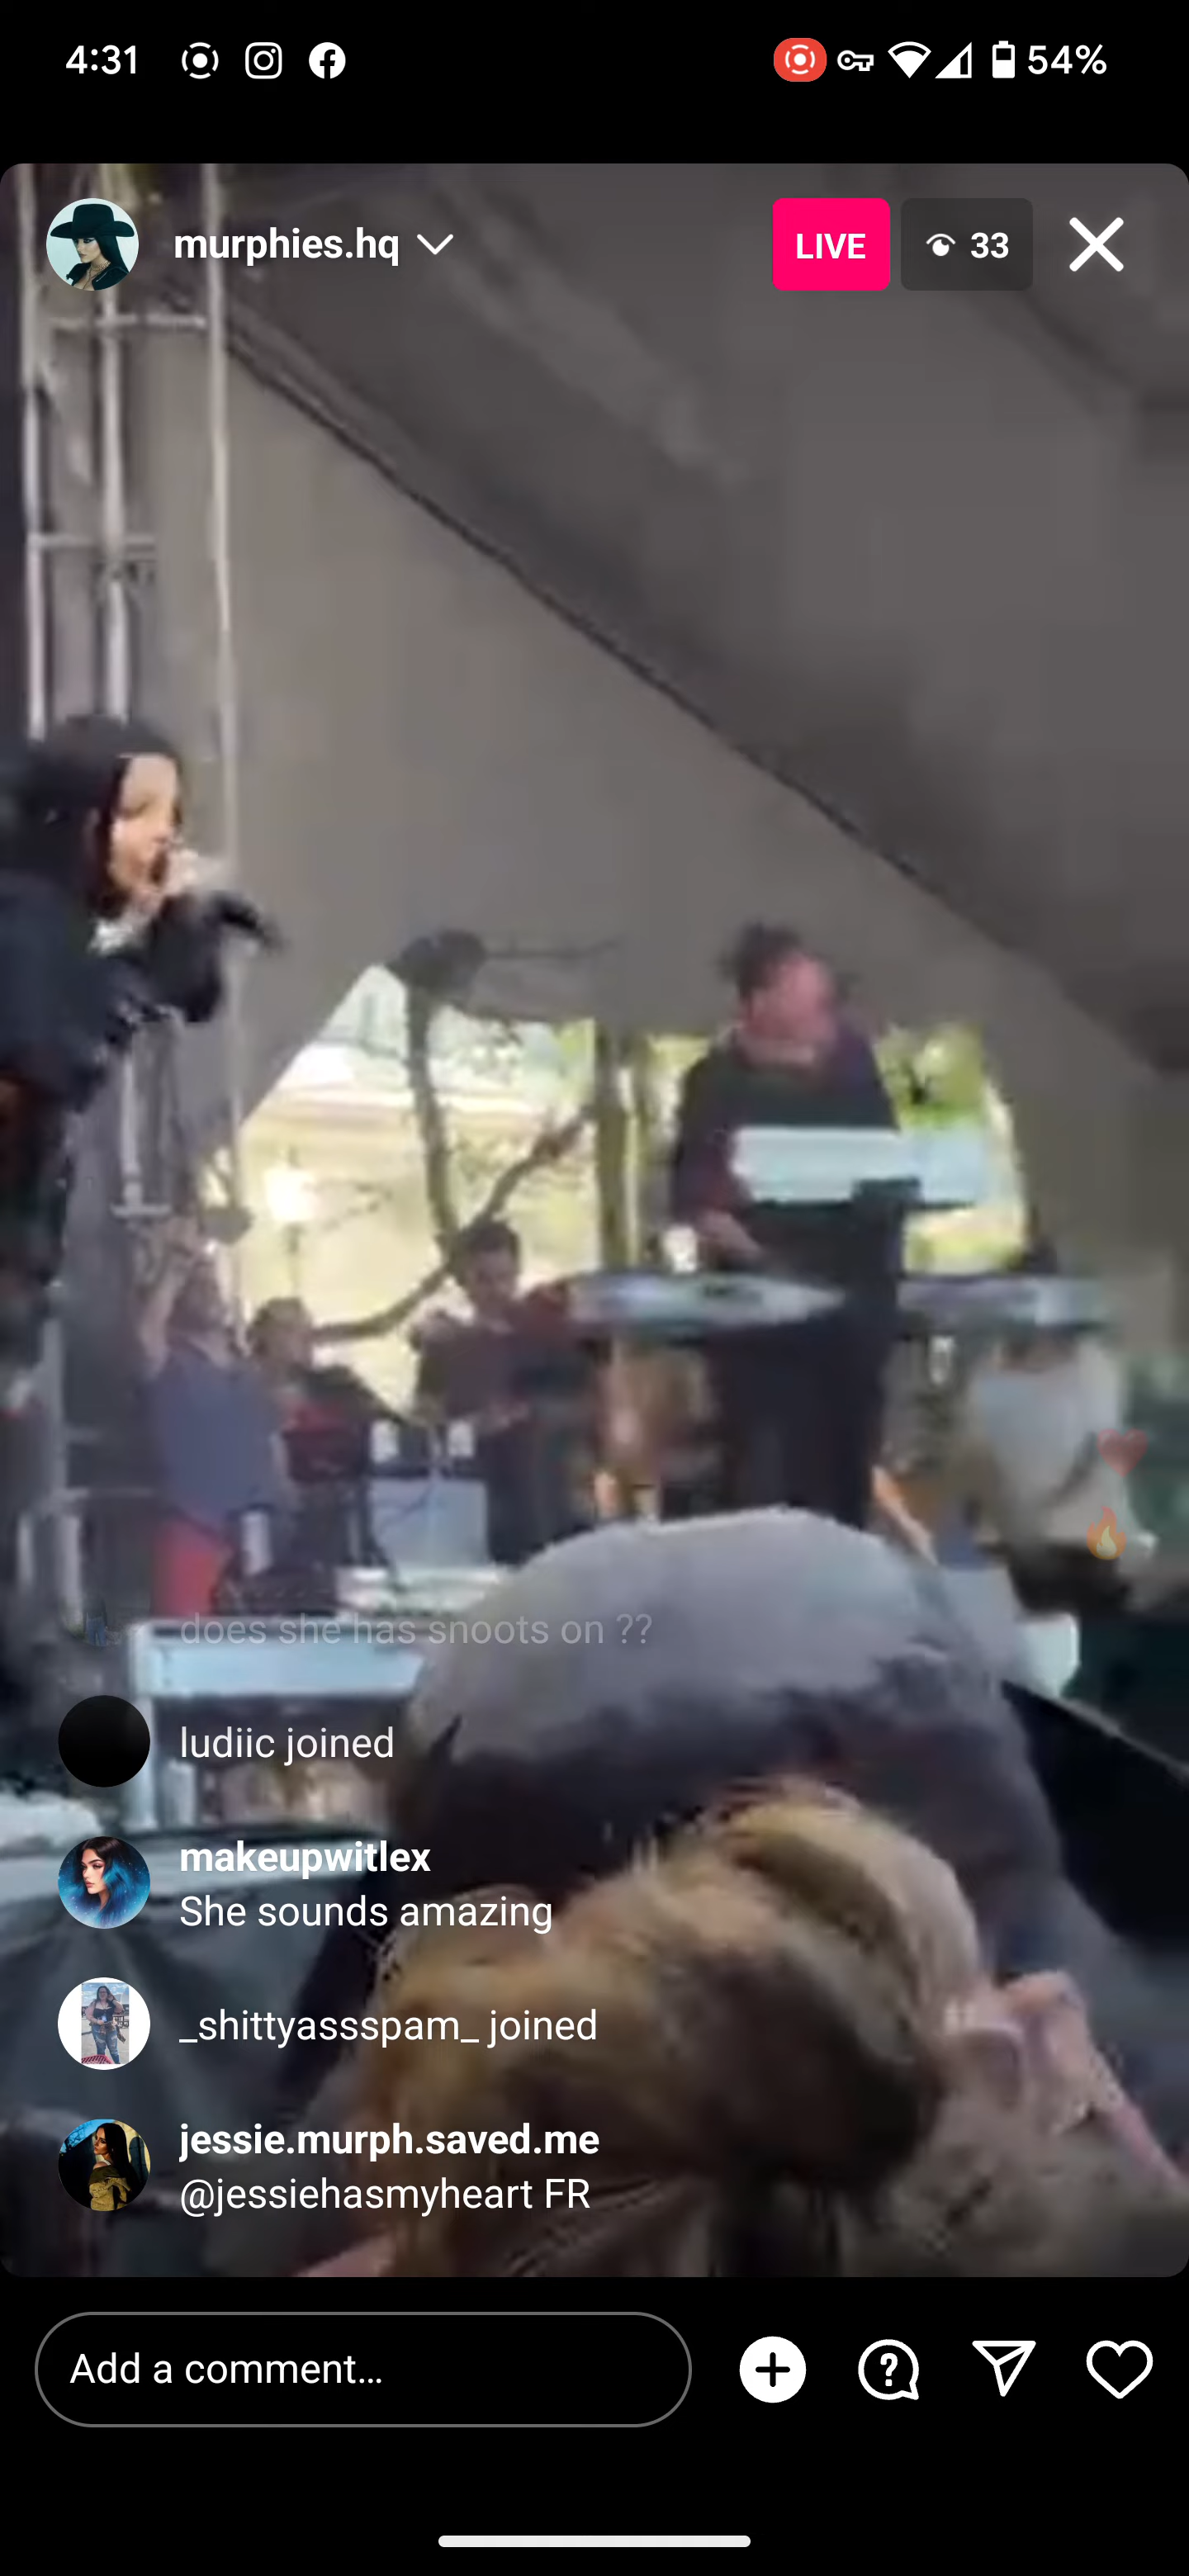 4:31
54%
murphies.hq
LIVE
33
does she has snoots on ??
ludiic joined
makeupwitlex
She sounds amazing
_shittyassspam_ joined
jessie.murph.saved.me
@jessiehasmyheart FR
Add a comment...